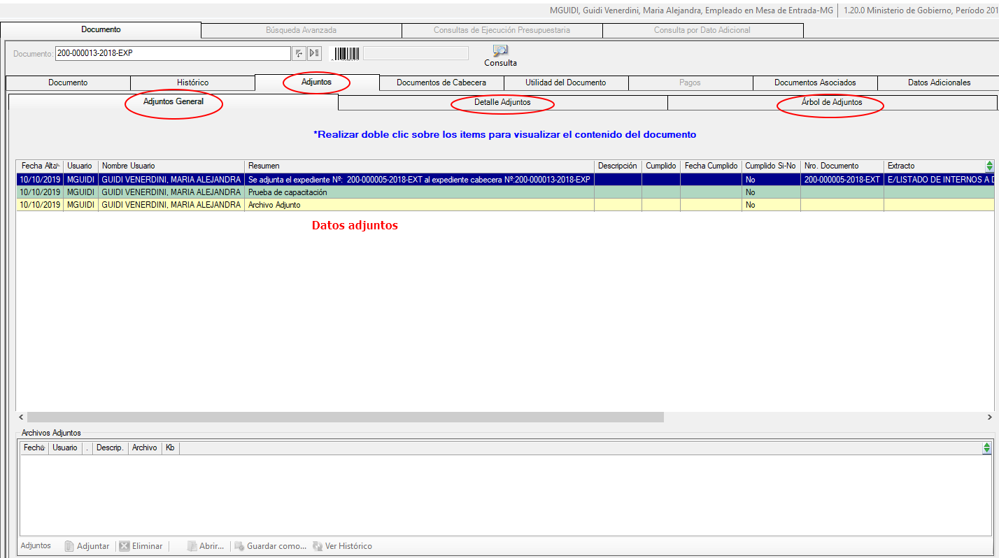 MGUIDI, Guidi Venerdini, Maria Alejandra, Empleado en Mesa de Entrada-MG | 1.20.0 Ministerio de Gobierno, Período 201
Documento Búsqueda Avanzada Consultas de Ejecución Presupuestaria Consulta por Dato Adicional
Documento: 200-000013-2018-EXP
Consulta
Documento Histórico Adjuntos Documentos de Cabecera Utilidad del Documento Pagos Documentos Asociados Datos Adicionales
Adjuntos General Detalle Adjuntos Árbol de Adjuntos
*Realizar doble clic sobre los items para visualizar el contenido del documento
Fecha Alta Usuario Nombre Usuario Resumen Descripción Cumplido Fecha Cumplido Cumplido Si-No Nro. Documento Extracto
10/10/2019 MGUIDI GUIDI VENERDINI, MARIA ALEJANDRA Se adjunta el expediente Nº: 200-000005-2018-EXT al expediente cabecera Nº:200-000013-2018-EXP No 200-000005-2018-EXT E/LISTADO DE INTERNOS A D
10/10/2019 MGUIDI GUIDI VENERDINI, MARIA ALEJANDRA Prueba de capacitación No
10/10/2019 MGUIDI GUIDI VENERDINI, MARIA ALEJANDRA Archivo Adjunto No
Datos adjuntos
Archivos Adjuntos
Fecha Usuario . Descrip. Archivo Kb
Adjuntos Adjuntar Eliminar Abrir... Guardar como... Ver Histórico